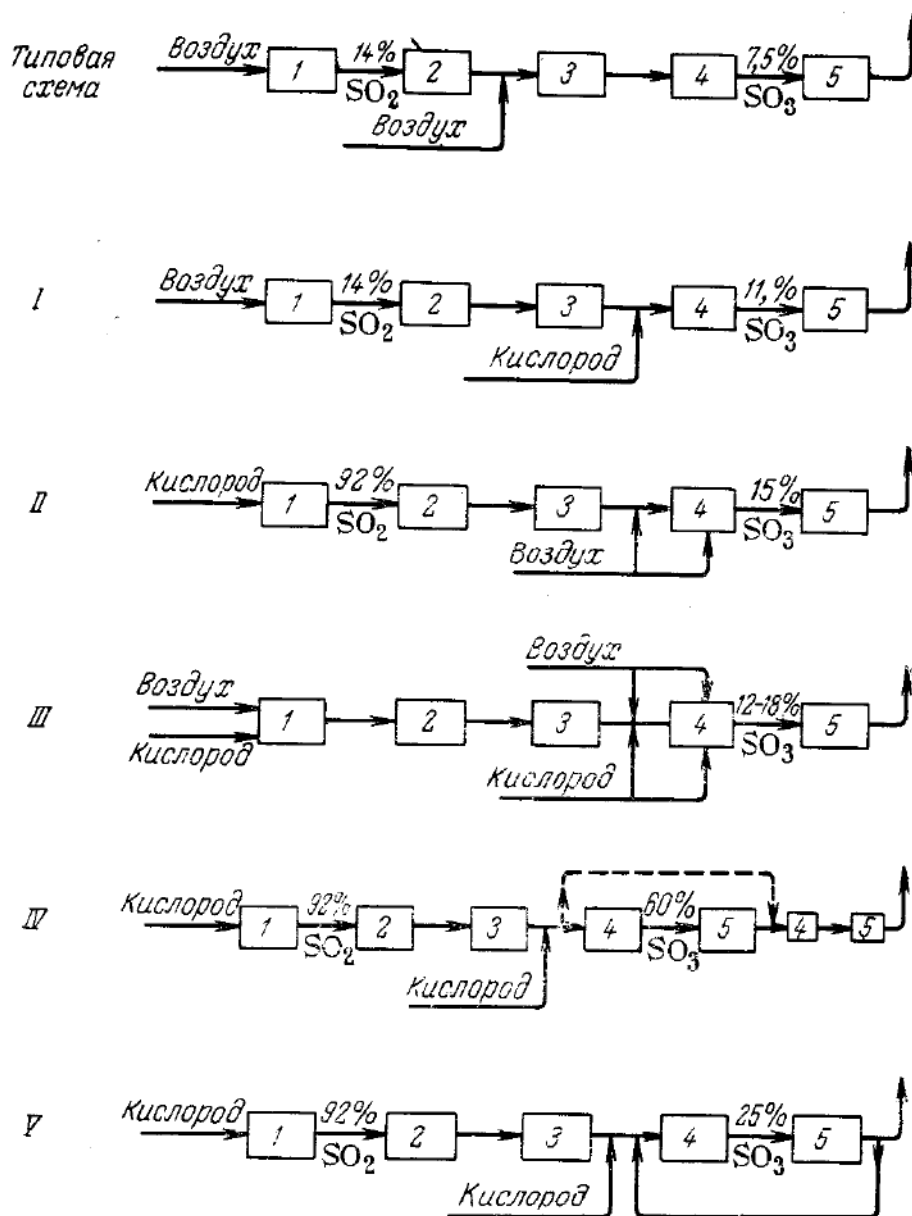 Типовая схема
Воздух 1 14% SO₂ 2 3 4 7,5% SO₃ 5
Воздух
I Воздух 1 14% SO₂ 2 3 4 11,% SO₃ 5
Кислород
II Кислород 1 92% SO₂ 2 3 4 15% SO₃ 5
Воздух
Воздух
III Воздух 1 2 3 4 12-18% SO₃ 5
Кислород
Кислород
IV Кислород 1 92% SO₂ 2 3 4 60% SO₃ 5 4 5
Кислород
V Кислород 1 92% SO₂ 2 3 4 25% SO₃ 5
Кислород